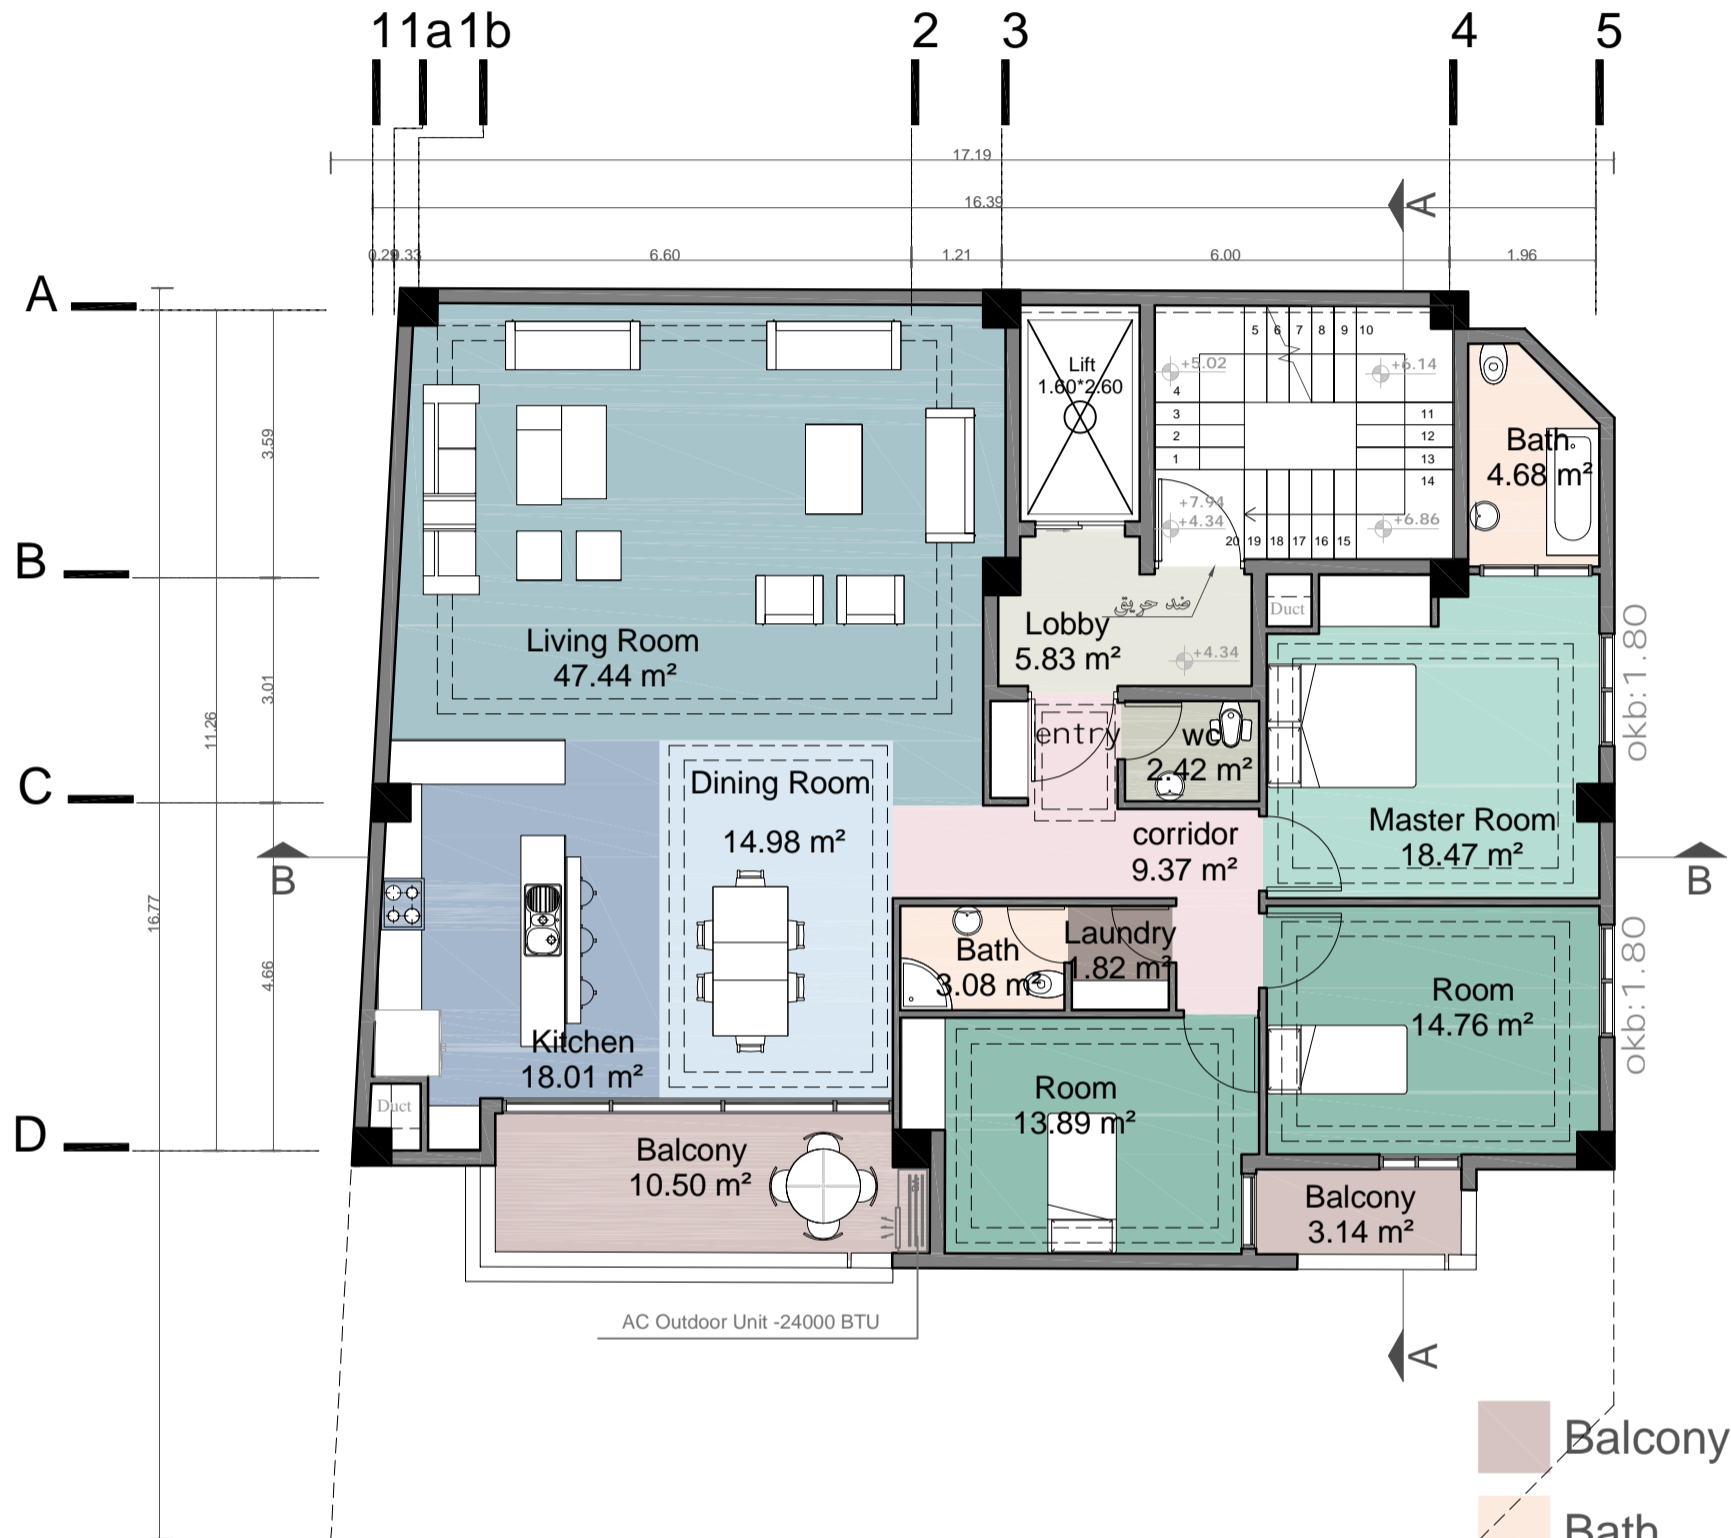 1 1a 1b 2 3 4 5
17.19
16.39
A
0.29 0.33 6.60 1.21 6.00 1.96
A
B
C
D
3.59
3.01
4.66
11.26
16.77
Lift
1.60*2.60
5 6 7 8 9 10
+5.02
+6.14
4
3
2
1
11
12
13
14
+7.94
+4.34
+6.86
20 19 18 17 16 15
Bath
4.68 m²
ضد حریق
Duct
Lobby
5.83 m²
+4.34
Living Room
47.44 m²
okb:1.80
entry
wc
2.42 m²
Dining Room
14.98 m²
Master Room
18.47 m²
corridor
9.37 m²
B
B
Bath
3.08 m²
Laundry
1.82 m²
Room
14.76 m²
okb:1.80
Kitchen
18.01 m²
Room
13.89 m²
Duct
Balcony
10.50 m²
Balcony
3.14 m²
AC Outdoor Unit -24000 BTU
A
Balcony
Bath